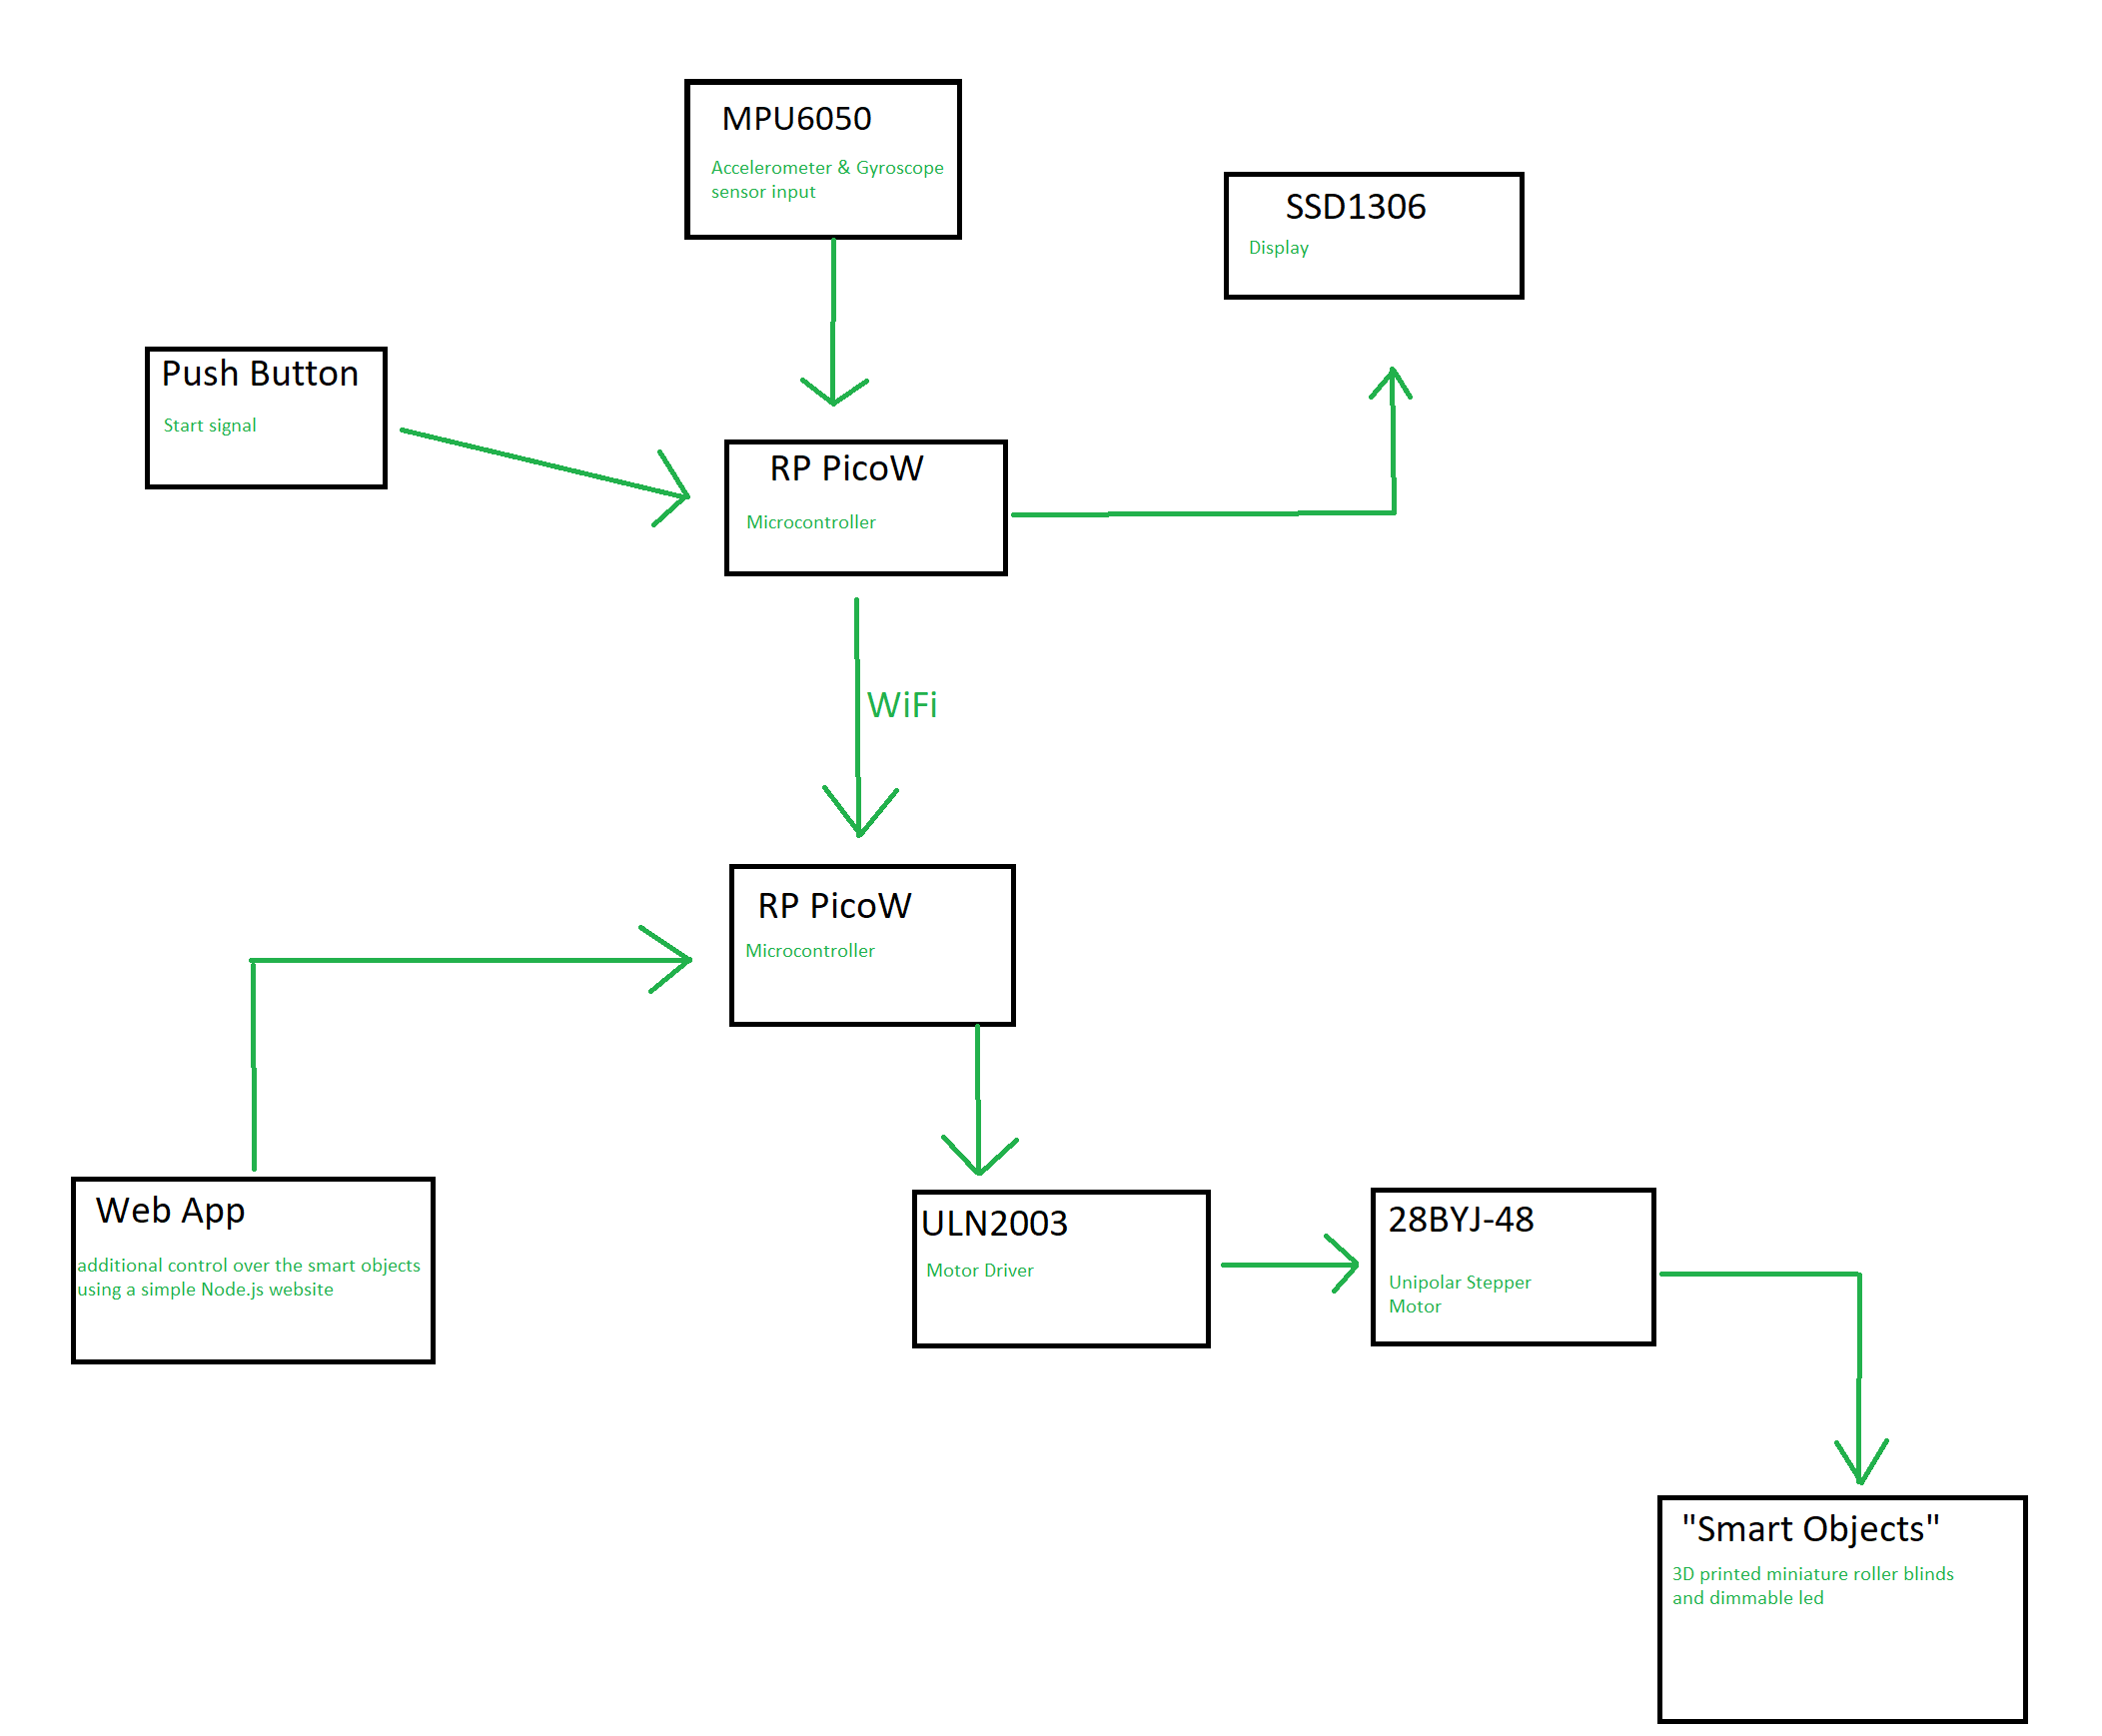 MPU6050
Accelerometer & Gyroscope
sensor input
SSD1306
Display
Push Button
Start signal
RP PicoW
Microcontroller
WiFi
RP PicoW
Microcontroller
Web App
additional control over the smart objects
using a simple Node.js website
ULN2003
Motor Driver
28BYJ-48
Unipolar Stepper
Motor
"Smart Objects"
3D printed miniature roller blinds
and dimmable led